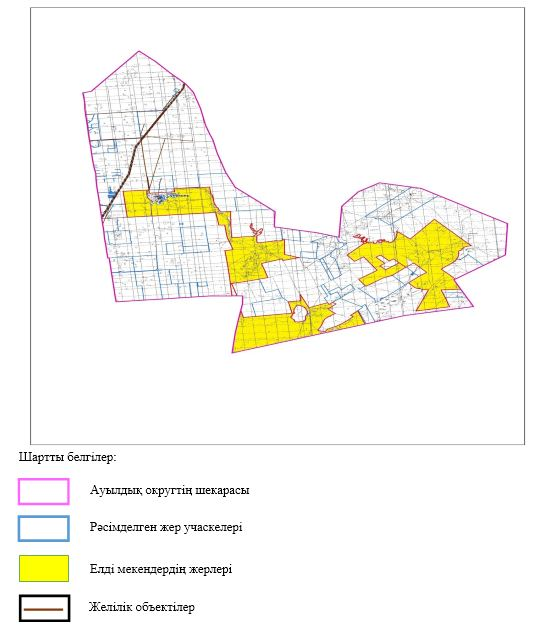 Шартты белгілер:
Ауылдық округтің шекарасы
Рәсімделген жер учаскелері
Елді мекендердің жерлері
Желілік объектілер